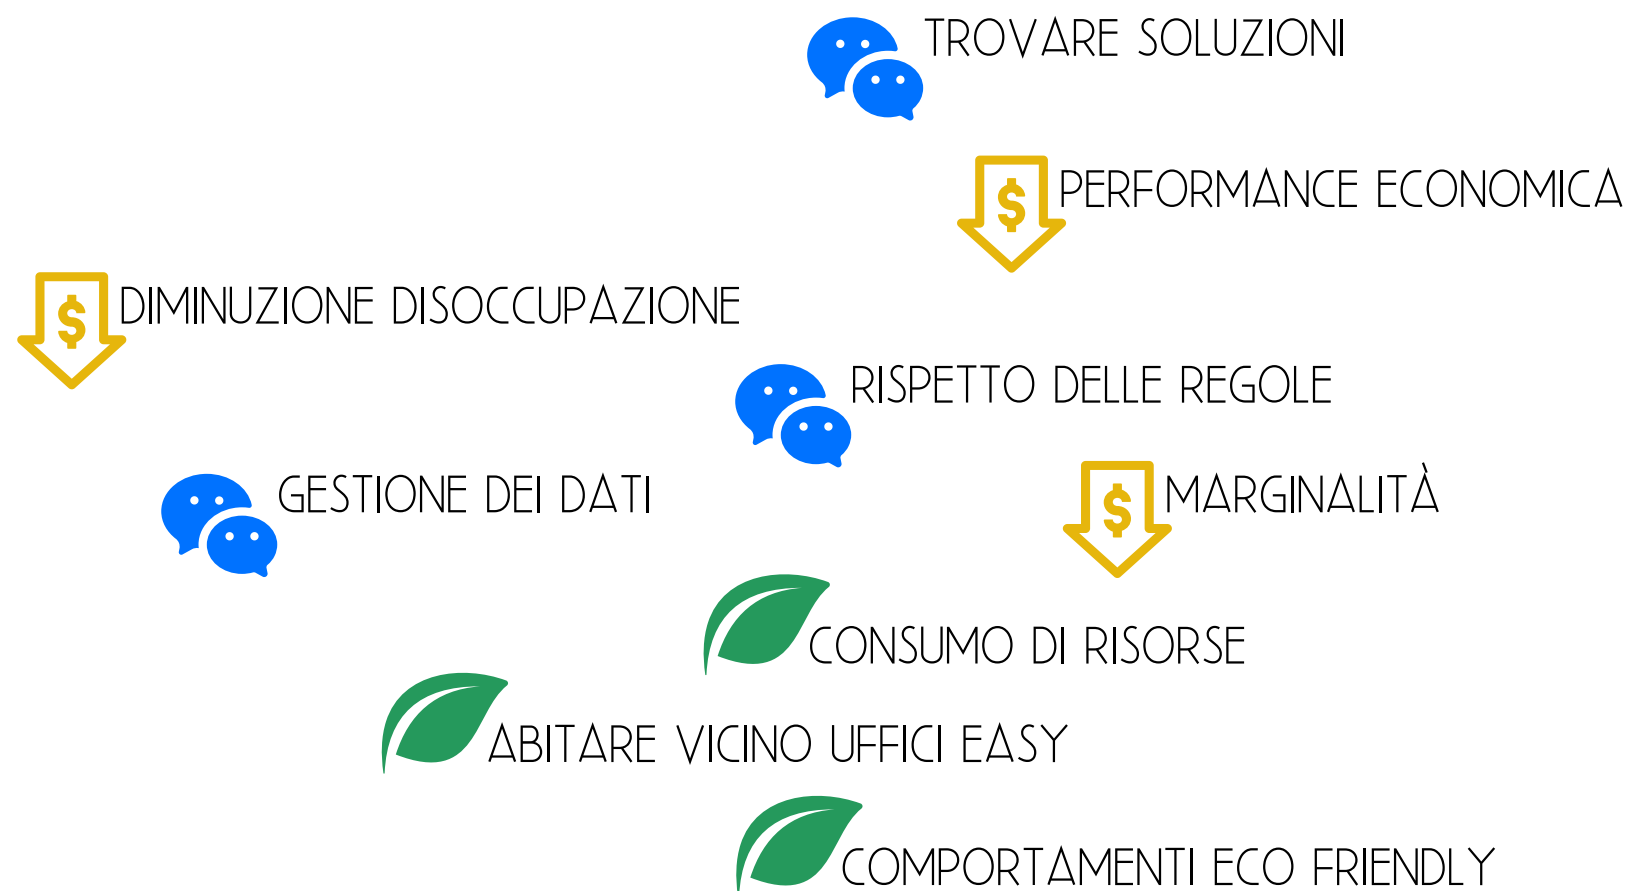 TROVARE SOLUZIONI
PERFORMANCE ECONOMICA
DIMINUZIONE DISOCCUPAZIONE
RISPETTO DELLE REGOLE
GESTIONE DEI DATI
MARGINALITÀ
CONSUMO DI RISORSE
ABITARE VICINO UFFICI EASY
COMPORTAMENTI ECO FRIENDLY